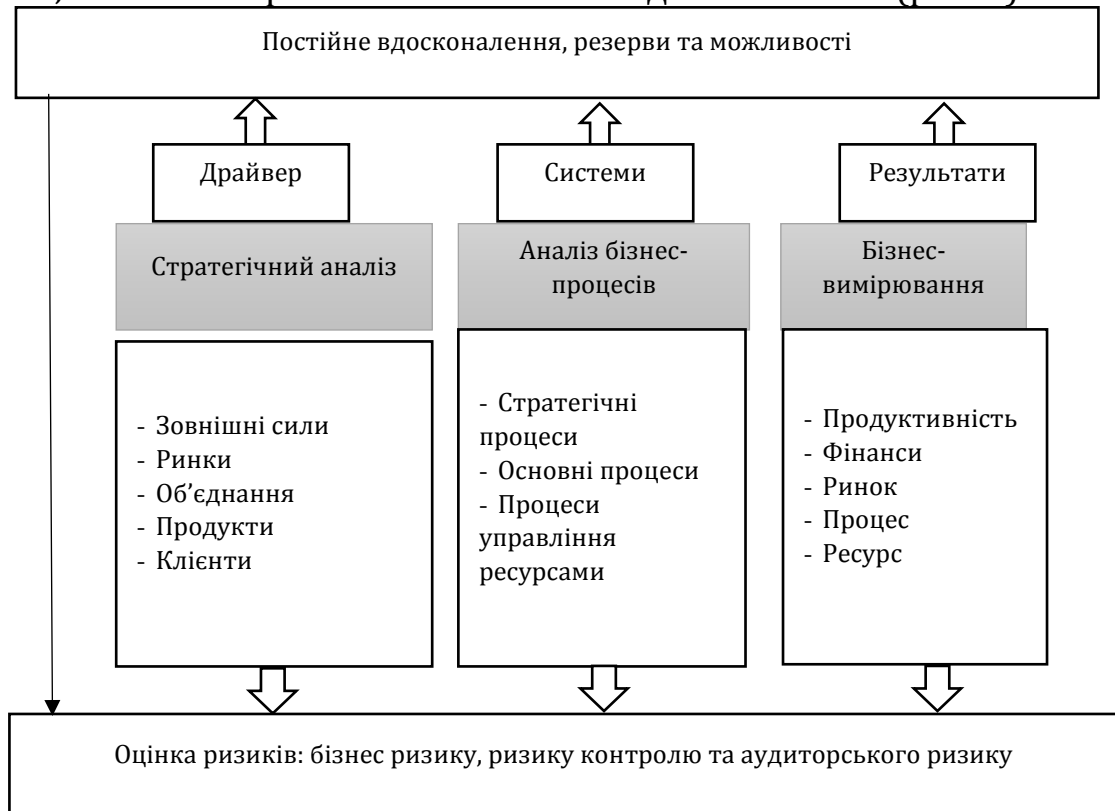 Постійне вдосконалення, резерви та можливості
Драйвер
Системи
Результати
Стратегічний аналіз
Аналіз бізнес-
процесів
Бізнес-
вимірювання
- Зовнішні сили
- Ринки
- Об’єднання
- Продукти
- Клієнти
- Стратегічні
процеси
- Основні процеси
- Процеси
управління
ресурсами
- Продуктивність
- Фінанси
- Ринок
- Процес
- Ресурс
Оцінка ризиків: бізнес ризику, ризику контролю та аудиторського ризику